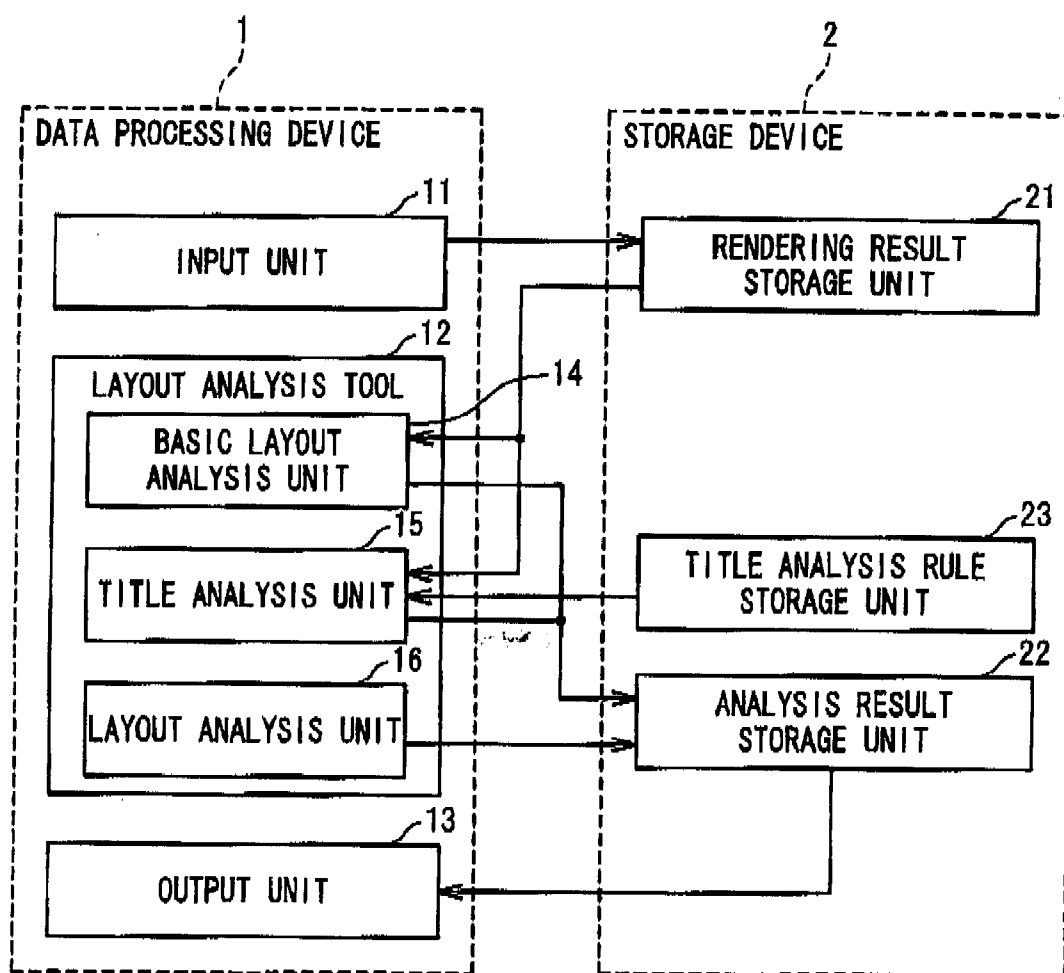 1
2
DATA PROCESSING DEVICE
11
INPUT UNIT
12
LAYOUT ANALYSIS TOOL
14
BASIC LAYOUT
ANALYSIS UNIT
15
TITLE ANALYSIS UNIT
16
LAYOUT ANALYSIS UNIT
13
OUTPUT UNIT
STORAGE DEVICE
21
RENDERING RESULT
STORAGE UNIT
23
TITLE ANALYSIS RULE
STORAGE UNIT
22
ANALYSIS RESULT
STORAGE UNIT